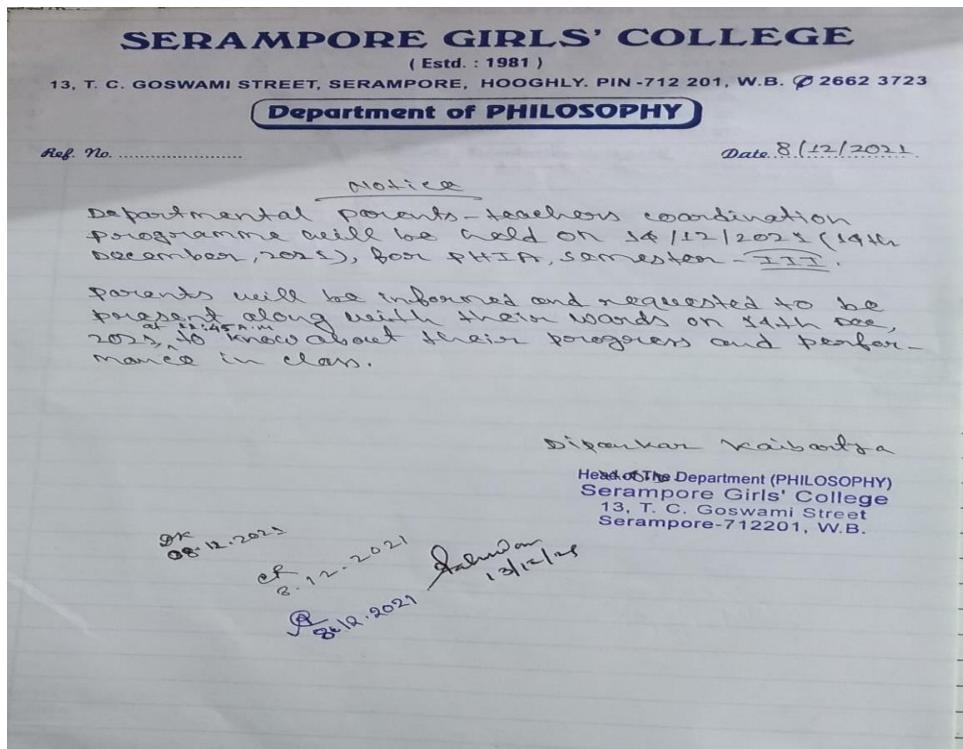 SERAMPORE GIRLS' COLLEGE
( Estd. : 1981 )
13, T. C. GOSWAMI STREET, SERAMPORE, HOOGHLY. PIN -712 201, W.B. ✆ 2662 3723
Department of PHILOSOPHY
Ref. No. ........................ Date 8/12/2021
Notice
Departmental parents-teachers coordination
programme will be held on 14/12/2021 (14th
December, 2021), for PHIA, semester - III.
Parents will be informed and requested to be
present along with their wards on 14th Dec,
at 11:45 A.M
2021, to know about their progress and perfor-
mance in class.
Dipankar Kaibartya
Head of The Department (PHILOSOPHY)
Serampore Girls' College
13, T. C. Goswami Street
Serampore-712201, W.B.
DK
08.12.2021
8.12.2021
13/12/21
8.12.2021